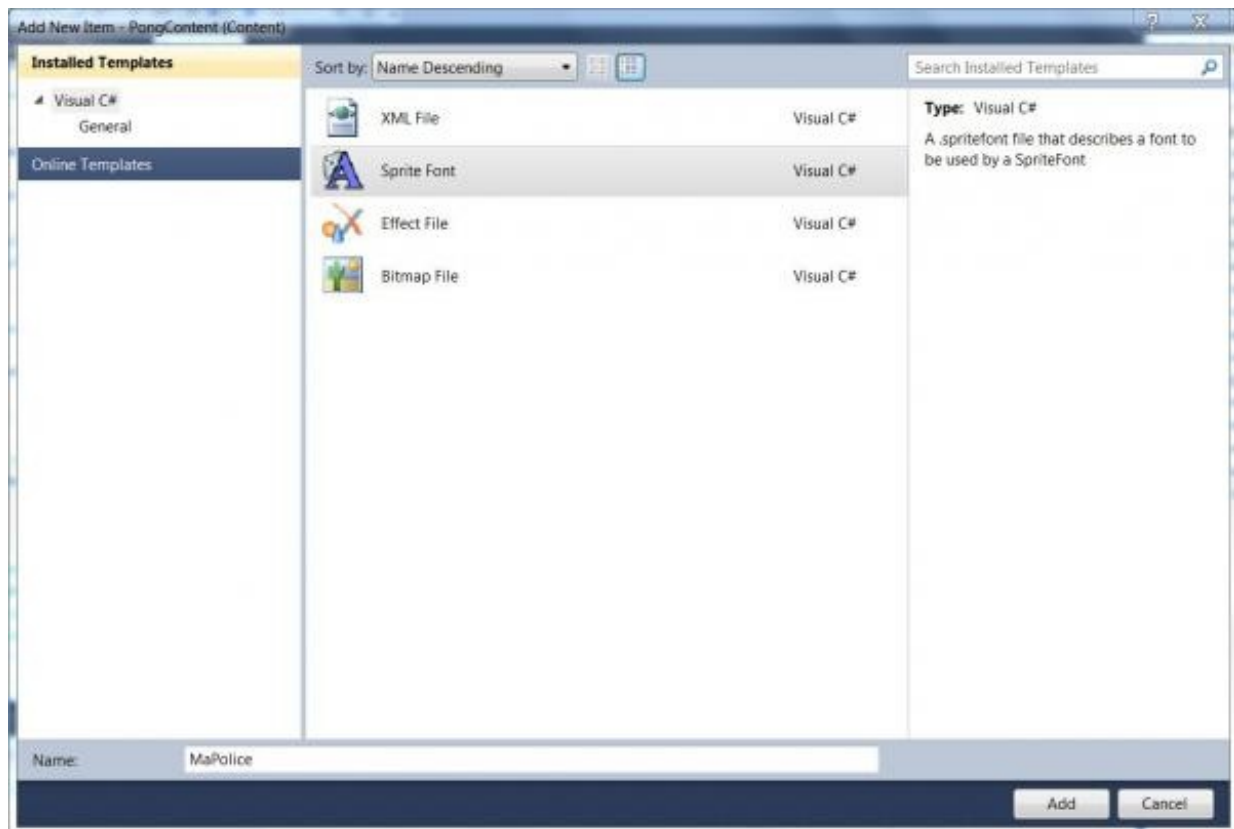 Add New Item - PongContent (Content)
Installed Templates
Visual C#
General
Online Templates
Sort by: Name Descending
XML File Visual C#
Sprite Font Visual C#
Effect File Visual C#
Bitmap File Visual C#
Search Installed Templates
Type: Visual C#
A .spritefont file that describes a font to
be used by a SpriteFont
Name: MaPolice
Add Cancel